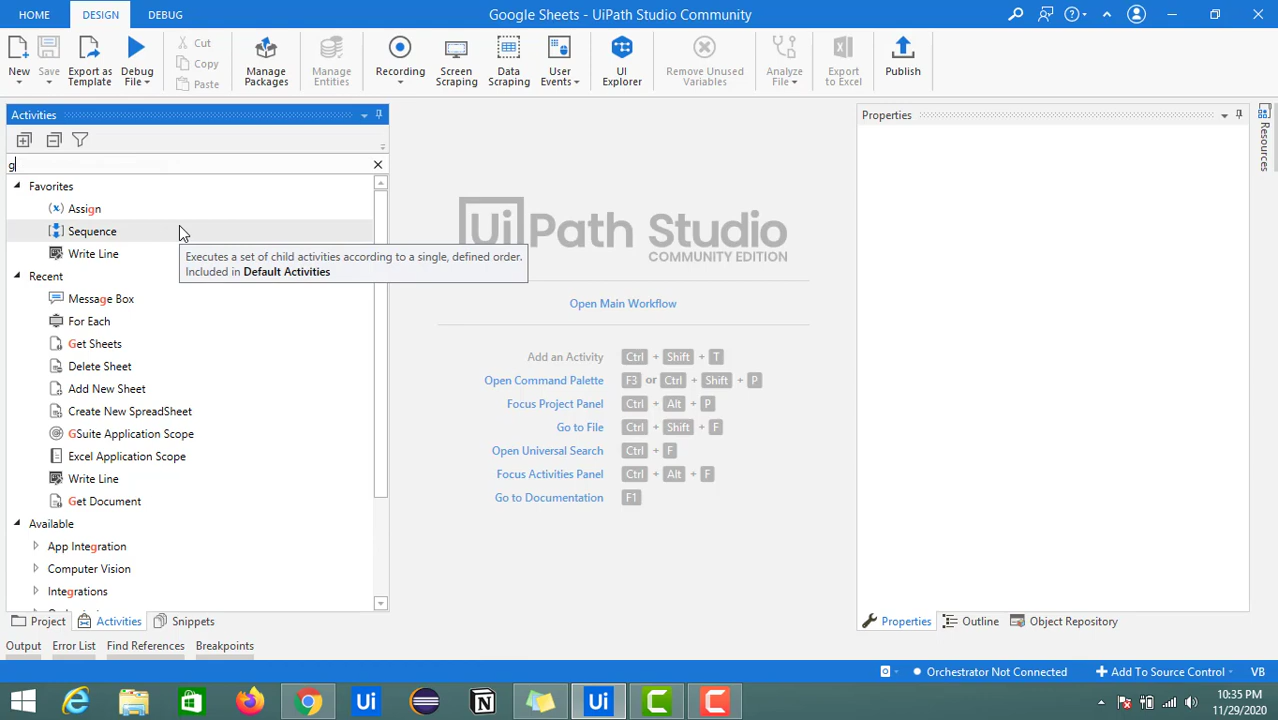 HOME
DESIGN
DEBUG
Google Sheets - UiPath Studio Community
New
Save
Export as Template
Debug File
Cut
Copy
Paste
Manage Packages
Manage Entities
Recording
Screen Scraping
Data Scraping
User Events
UI Explorer
Remove Unused Variables
Analyze File
Export to Excel
Publish
Activities
g
Favorites
Assign
Sequence
Write Line
Executes a set of child activities according to a single, defined order.
Included in Default Activities
Recent
Message Box
For Each
Get Sheets
Delete Sheet
Add New Sheet
Create New SpreadSheet
GSuite Application Scope
Excel Application Scope
Write Line
Get Document
Available
App Integration
Computer Vision
Integrations
Project
Activities
Snippets
UiPath Studio
COMMUNITY EDITION
Open Main Workflow
Add an Activity Ctrl + Shift + T
Open Command Palette F3 or Ctrl + Shift + P
Focus Project Panel Ctrl + Alt + P
Go to File Ctrl + Shift + F
Open Universal Search Ctrl + F
Focus Activities Panel Ctrl + Alt + F
Go to Documentation F1
Properties
Resources
Properties
Outline
Object Repository
Output
Error List
Find References
Breakpoints
Orchestrator Not Connected
Add To Source Control
VB
Ui
Ui
10:35 PM
11/29/2020